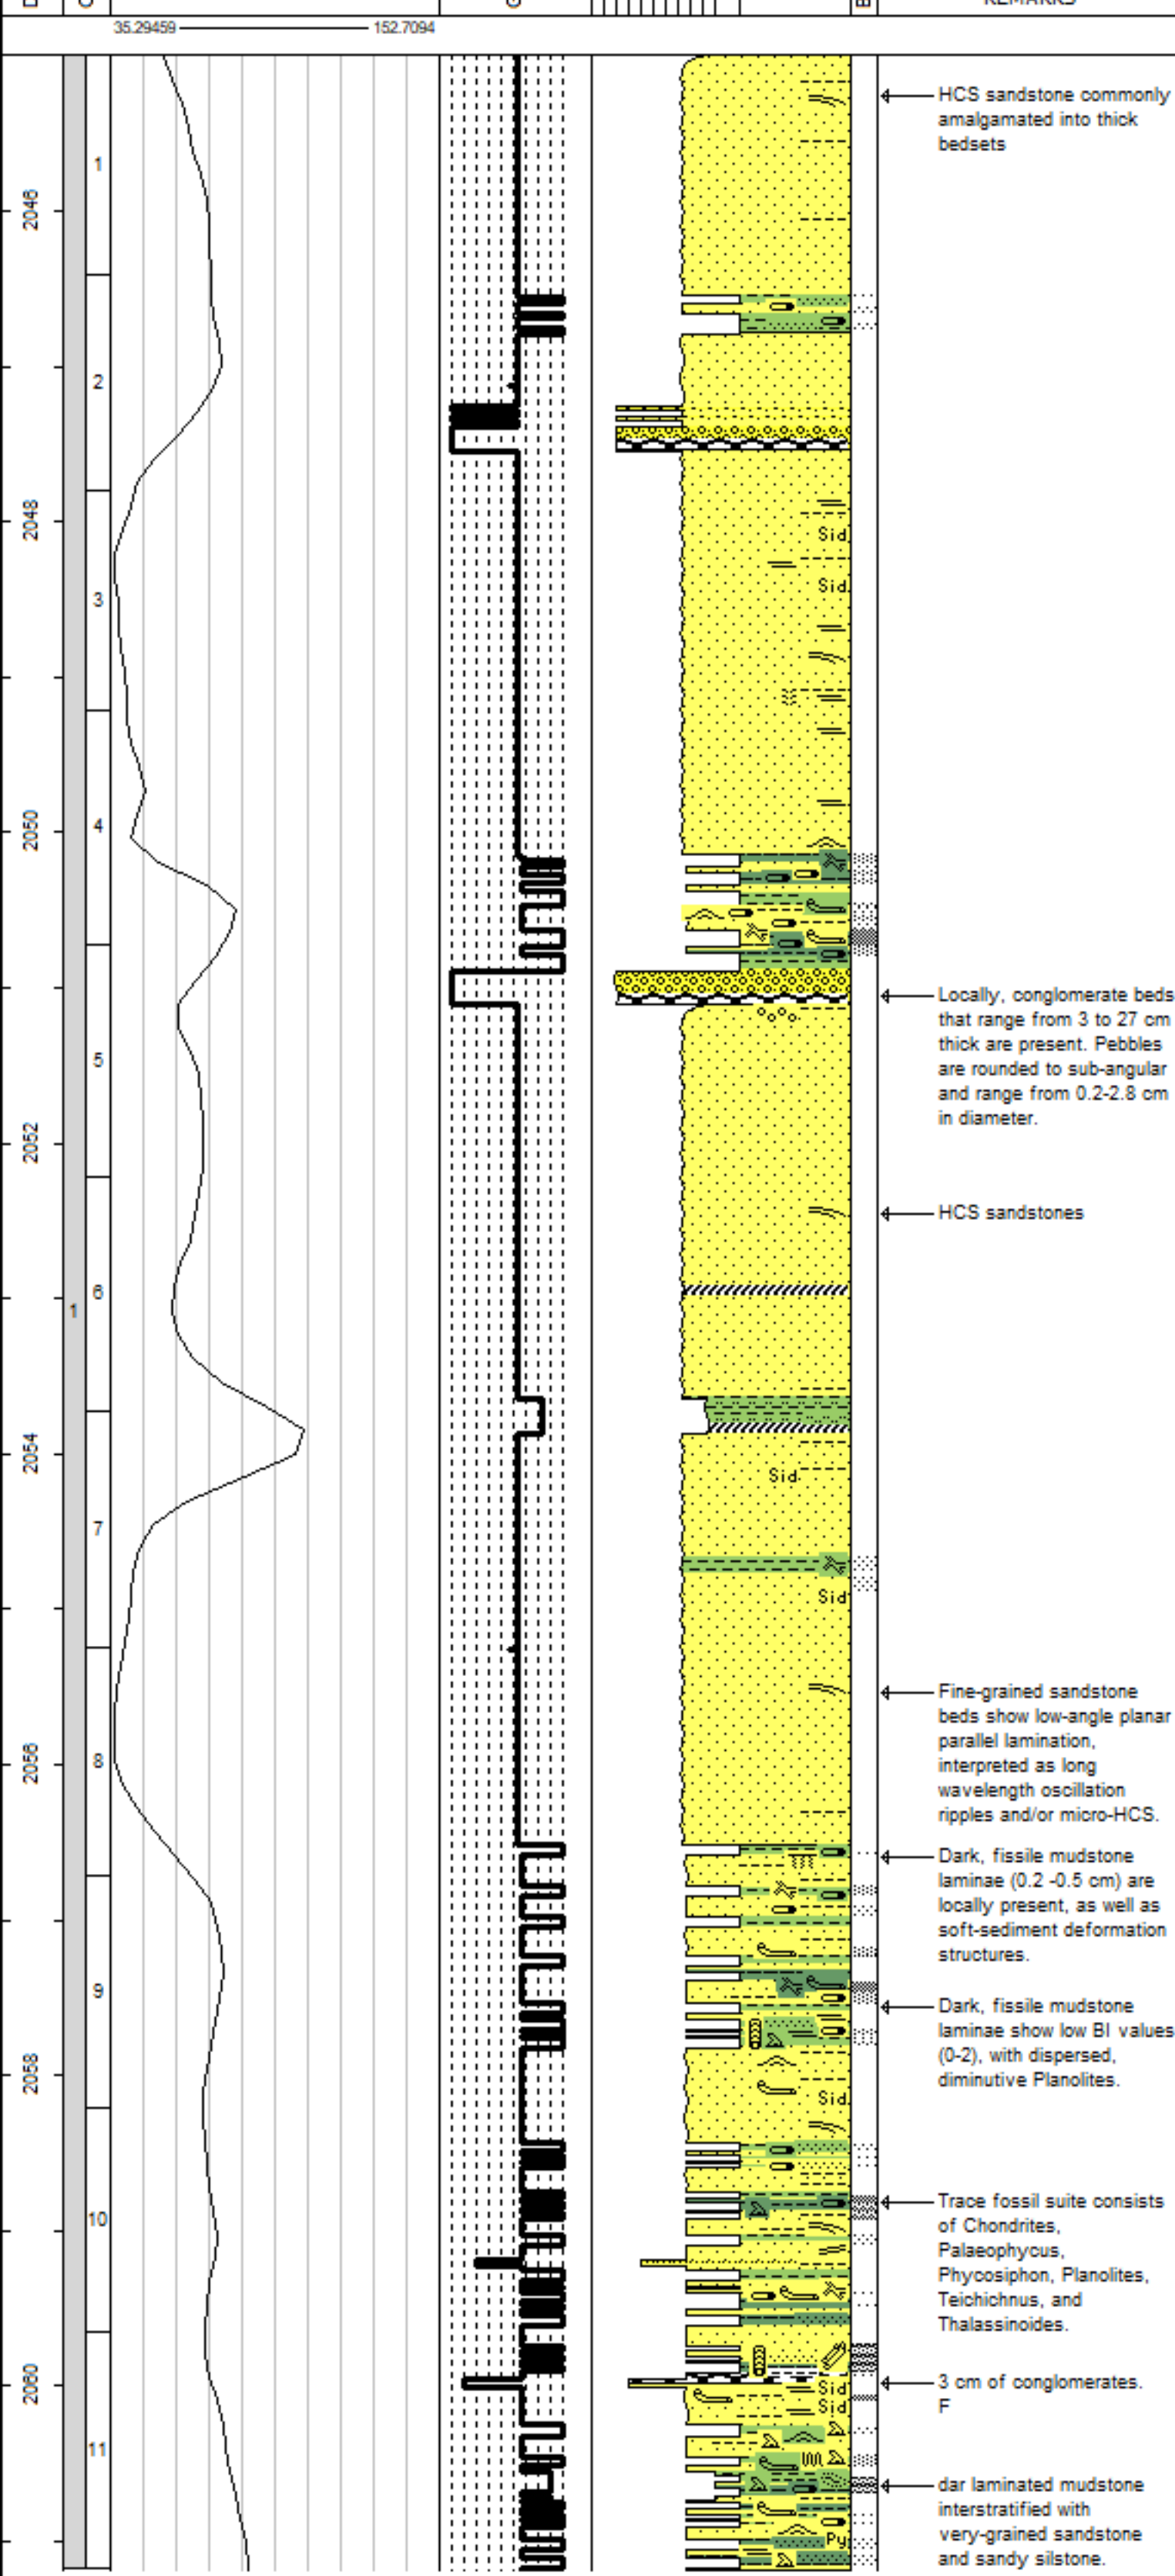 REMARKS
35.29459
152.7094
HCS sandstone commonly
amalgamated into thick
bedsets
1
2046
2
2048
Sid
3
Sid
2050
4
Locally, conglomerate beds
that range from 3 to 27 cm
thick are present. Pebbles
are rounded to sub-angular
and range from 0.2-2.8 cm
in diameter.
5
2052
HCS sandstones
6
1
2054
Sid
7
Sid
Fine-grained sandstone
beds show low-angle planar
parallel lamination,
interpreted as long
wavelength oscillation
ripples and/or micro-HCS.
2056
8
Dark, fissile mudstone
laminae (0.2 -0.5 cm) are
locally present, as well as
soft-sediment deformation
structures.
9
Dark, fissile mudstone
laminae show low BI values
(0-2), with dispersed,
diminutive Planolites.
2058
Sid
10
Trace fossil suite consists
of Chondrites,
Palaeophycus,
Phycosiphon, Planolites,
Teichichnus, and
Thalassinoides.
2060
Sid
Sid
3 cm of conglomerates.
F
11
dar laminated mudstone
interstratified with
very-grained sandstone
and sandy silstone.
Py